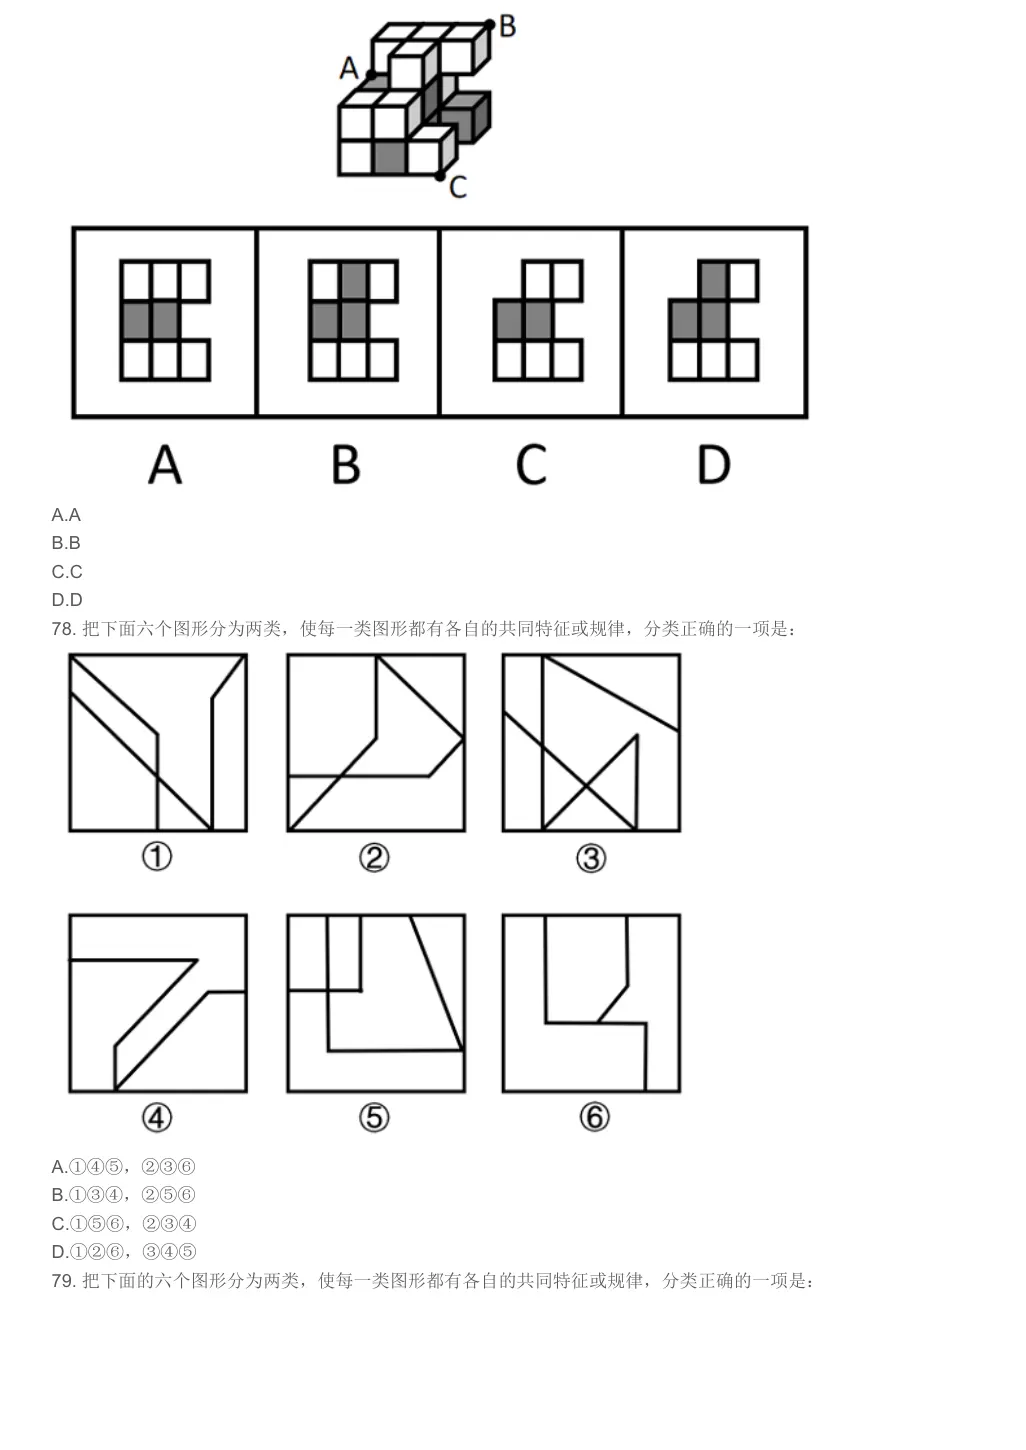 B
A
C
A B C D
A.A
B.B
C.C
D.D
78. 把下面六个图形分为两类，使每一类图形都有各自的共同特征或规律，分类正确的一项是：
① ② ③
④ ⑤ ⑥
A.①④⑤，②③⑥
B.①③④，②⑤⑥
C.①⑤⑥，②③④
D.①②⑥，③④⑤
79. 把下面的六个图形分为两类，使每一类图形都有各自的共同特征或规律，分类正确的一项是：